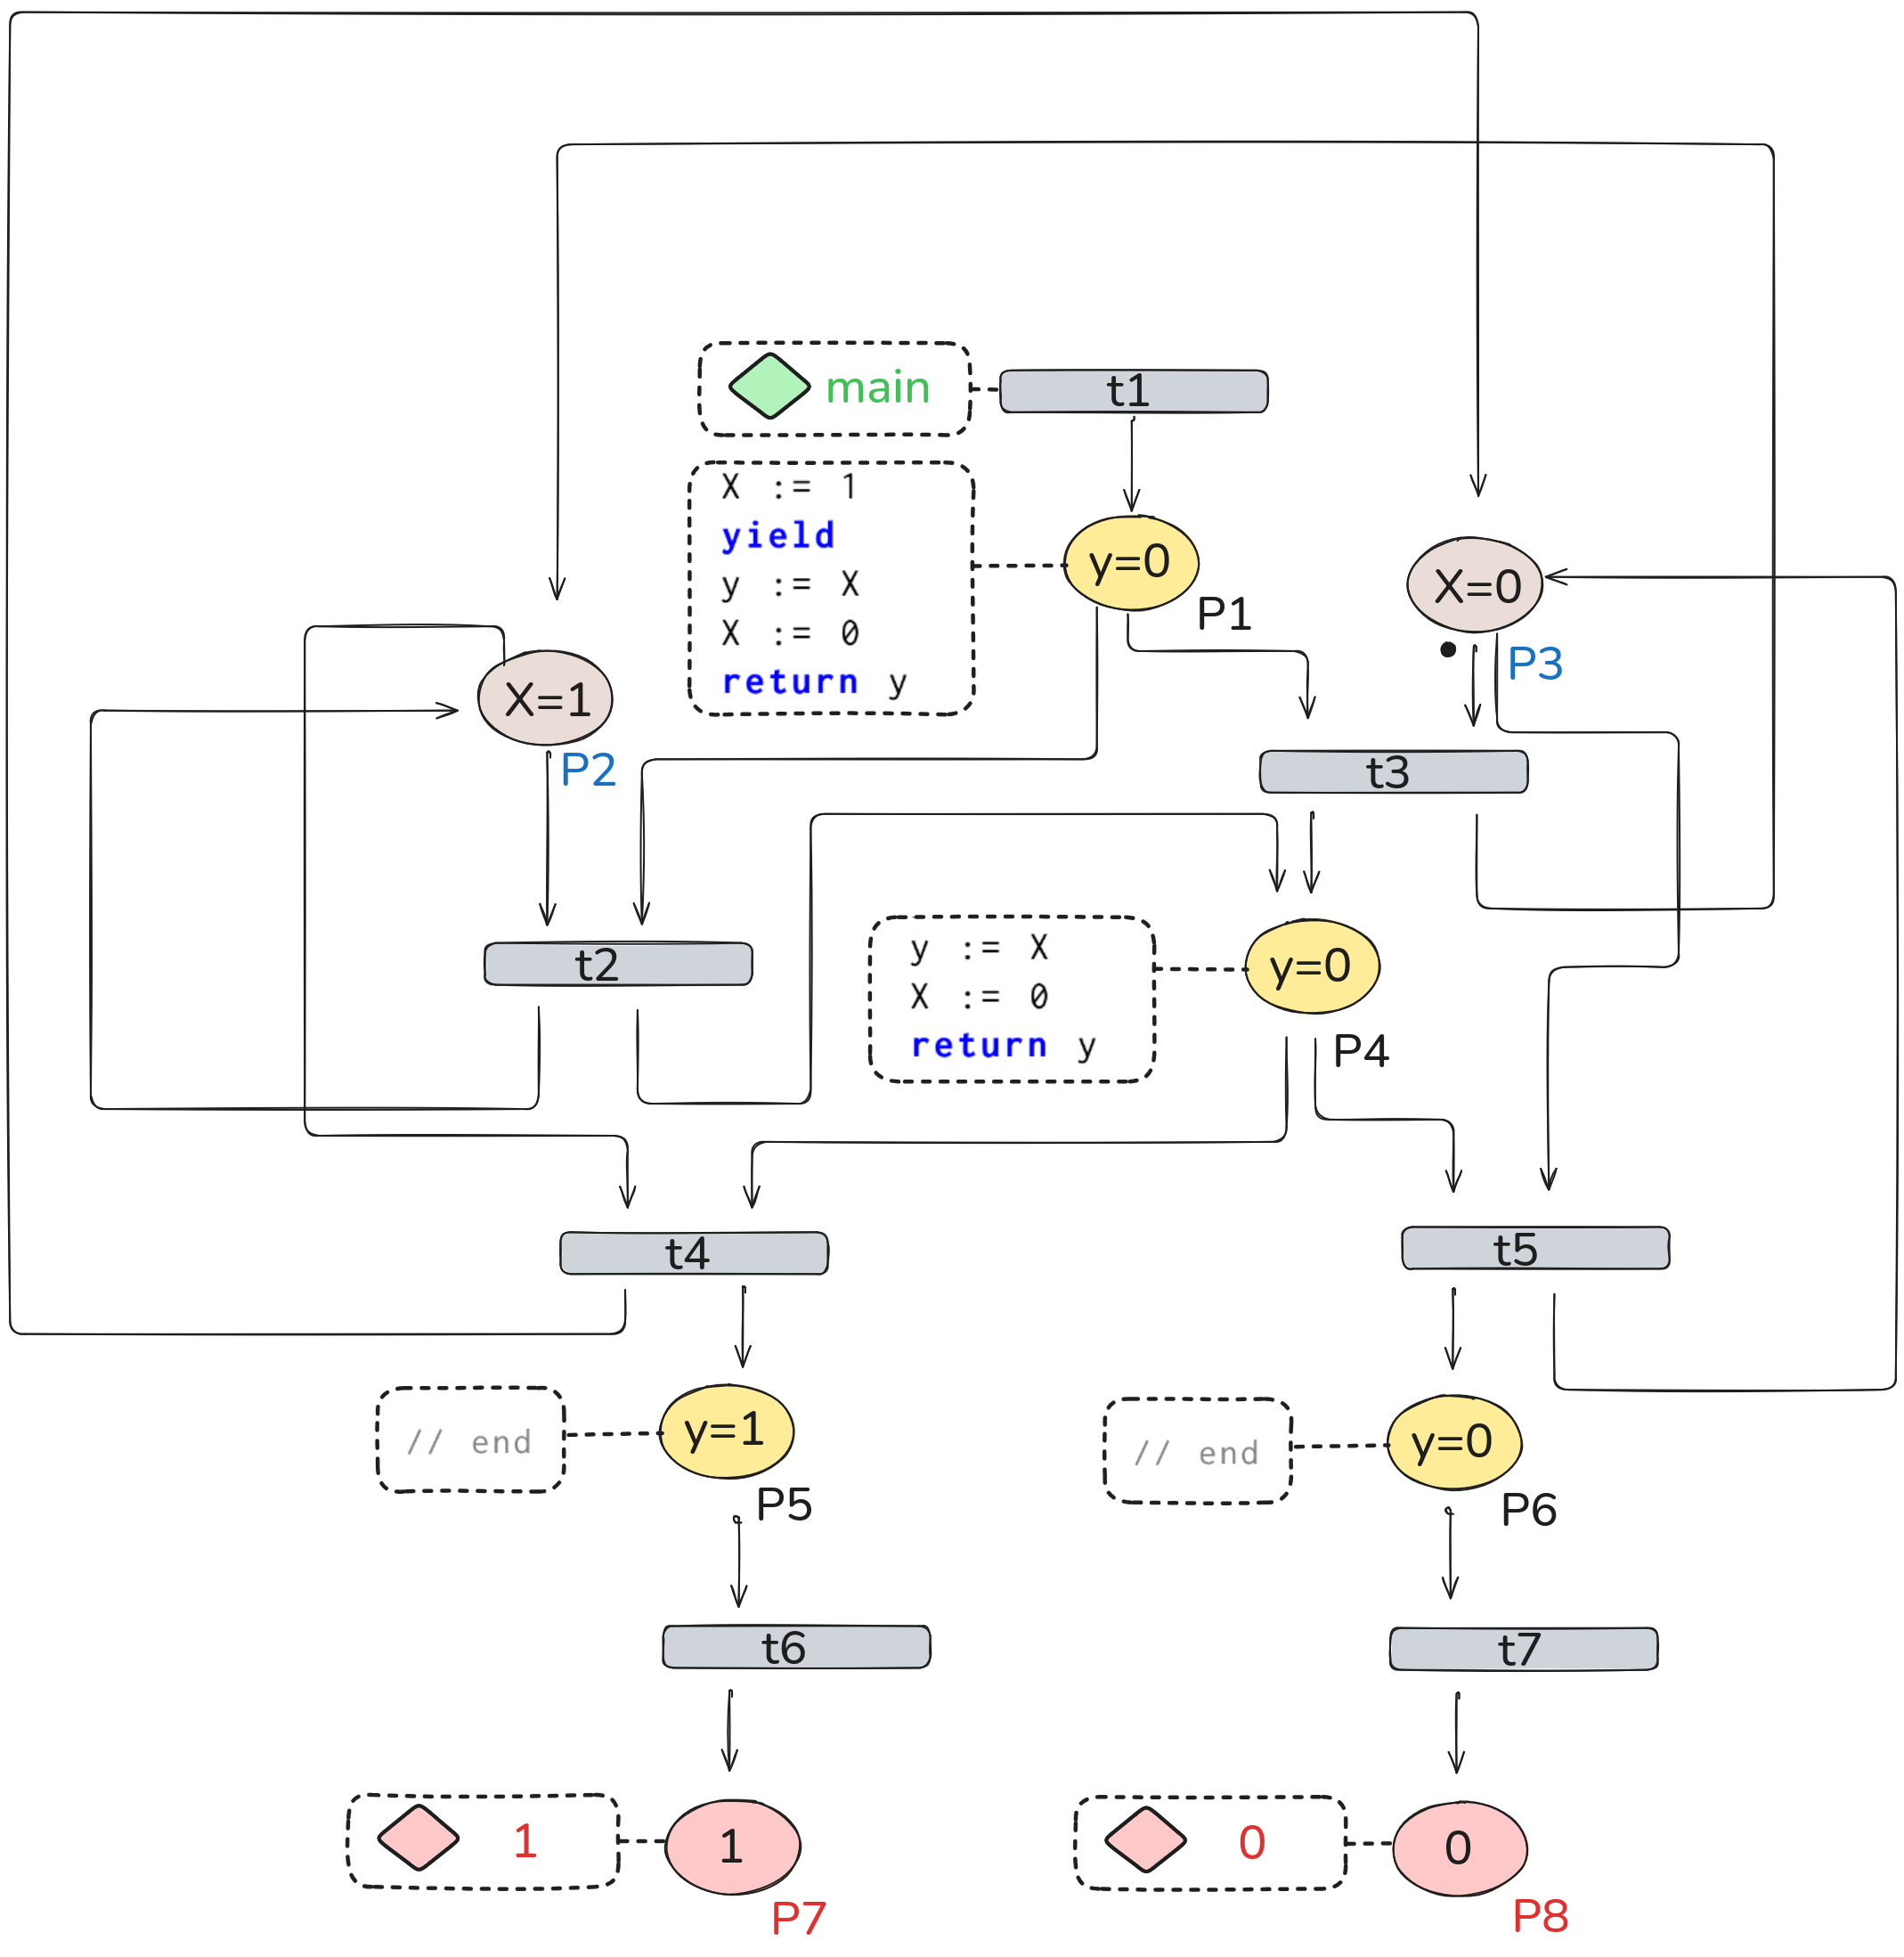 main
t1
X := 1
yield
y := X
X := 0
return y
y=0
P1
X=0
P3
X=1
P2
t3
t2
y := X
X := 0
return y
y=0
P4
t4
t5
// end
y=1
P5
// end
y=0
P6
t6
t7
1
1
P7
0
0
P8